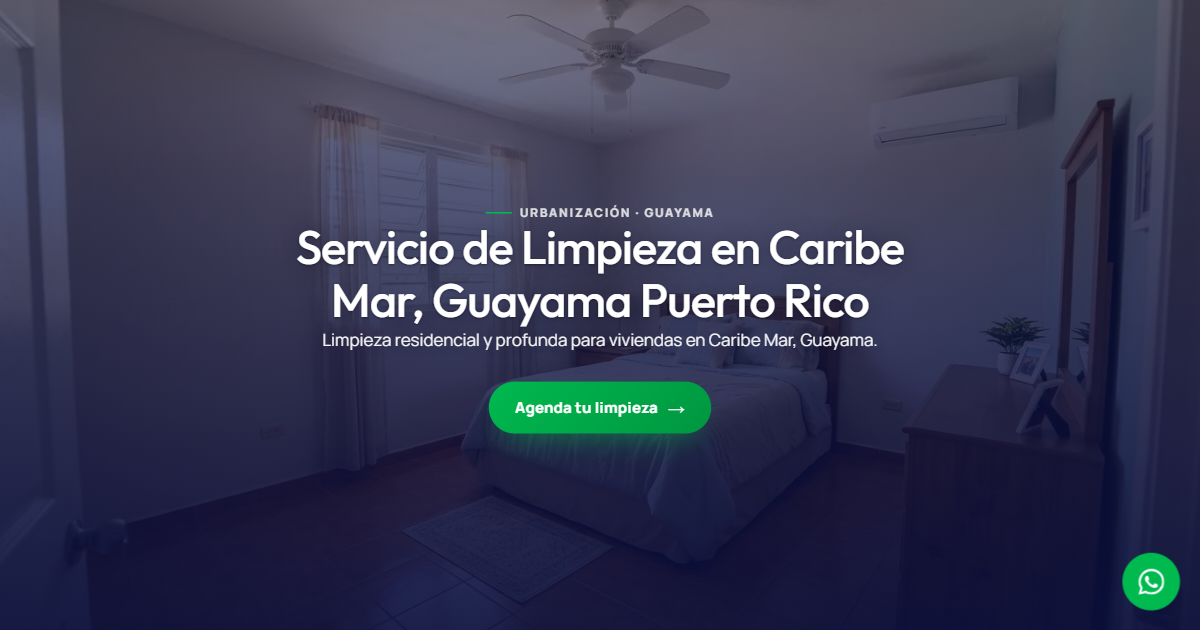 URBANIZACIÓN · GUAYAMA
Servicio de Limpieza en Caribe
Mar, Guayama Puerto Rico
Limpieza residencial y profunda para viviendas en Caribe Mar, Guayama.
Agenda tu limpieza →